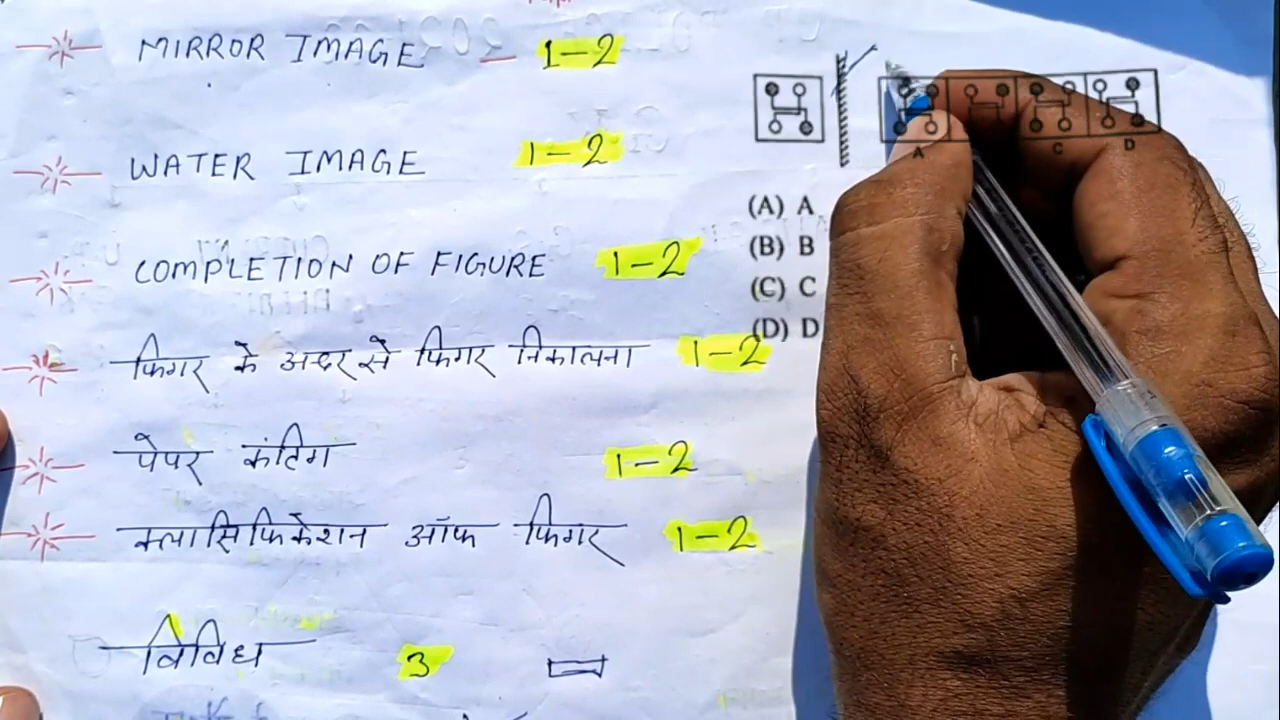 MIRROR IMAGE – 1-2
WATER IMAGE 1-2
COMPLETION OF FIGURE 1-2
फिगर के अन्दर से फिगर निकालना 1-2
पेपर कंटिग 1-2
क्लासिफिकेशन ऑफ फिगर 1-2
विविध 3
A C D
(A) A
(B) B
(C) C
(D) D